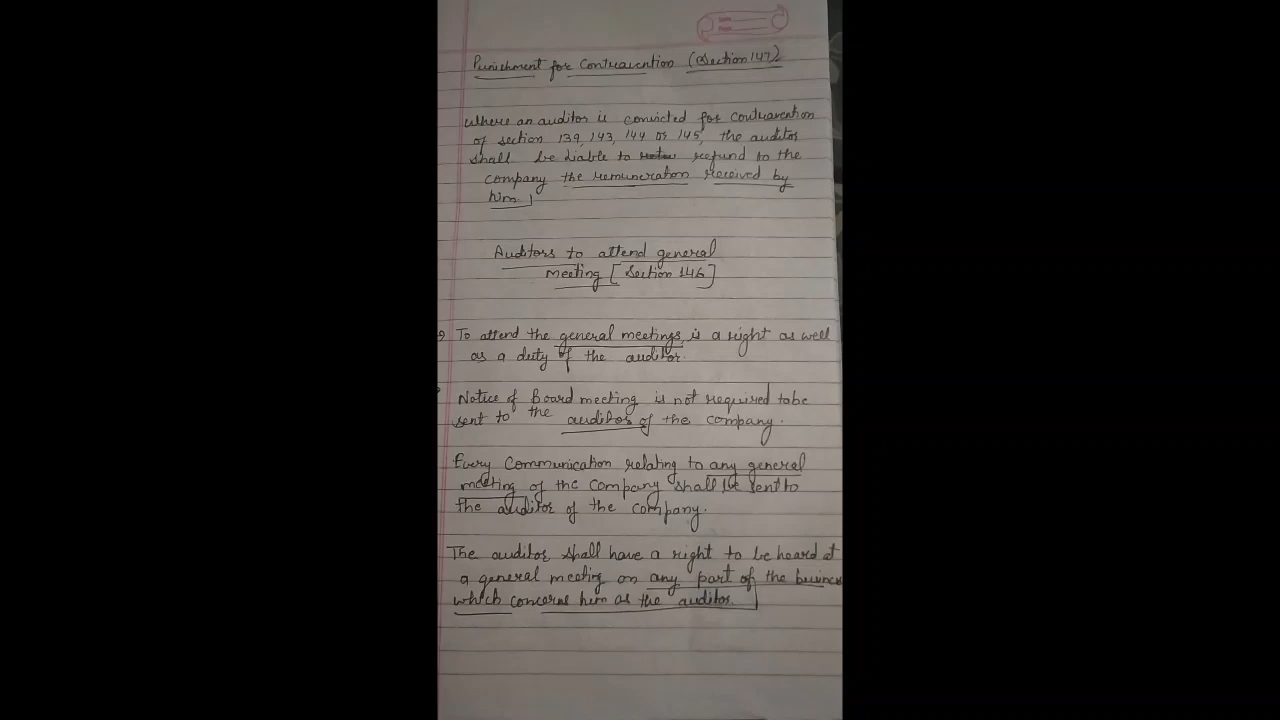 Punishment for Contravention (Section 147)
Where an auditor is convicted for contravention
of section 139, 143, 144 or 145, the auditor
shall be liable to refund to the
company the remuneration received by
him.
Auditors to attend general
meeting [Section 146]
To attend the general meetings, is a right as well
as a duty of the auditor.
Notice of Board meeting is not required to be
sent to the auditor of the company.
Every Communication relating to any general
meeting of the company shall be sent to
the auditor of the company.
The auditor shall have a right to be heard at
a general meeting on any part of the business
which concerns him as the auditor.